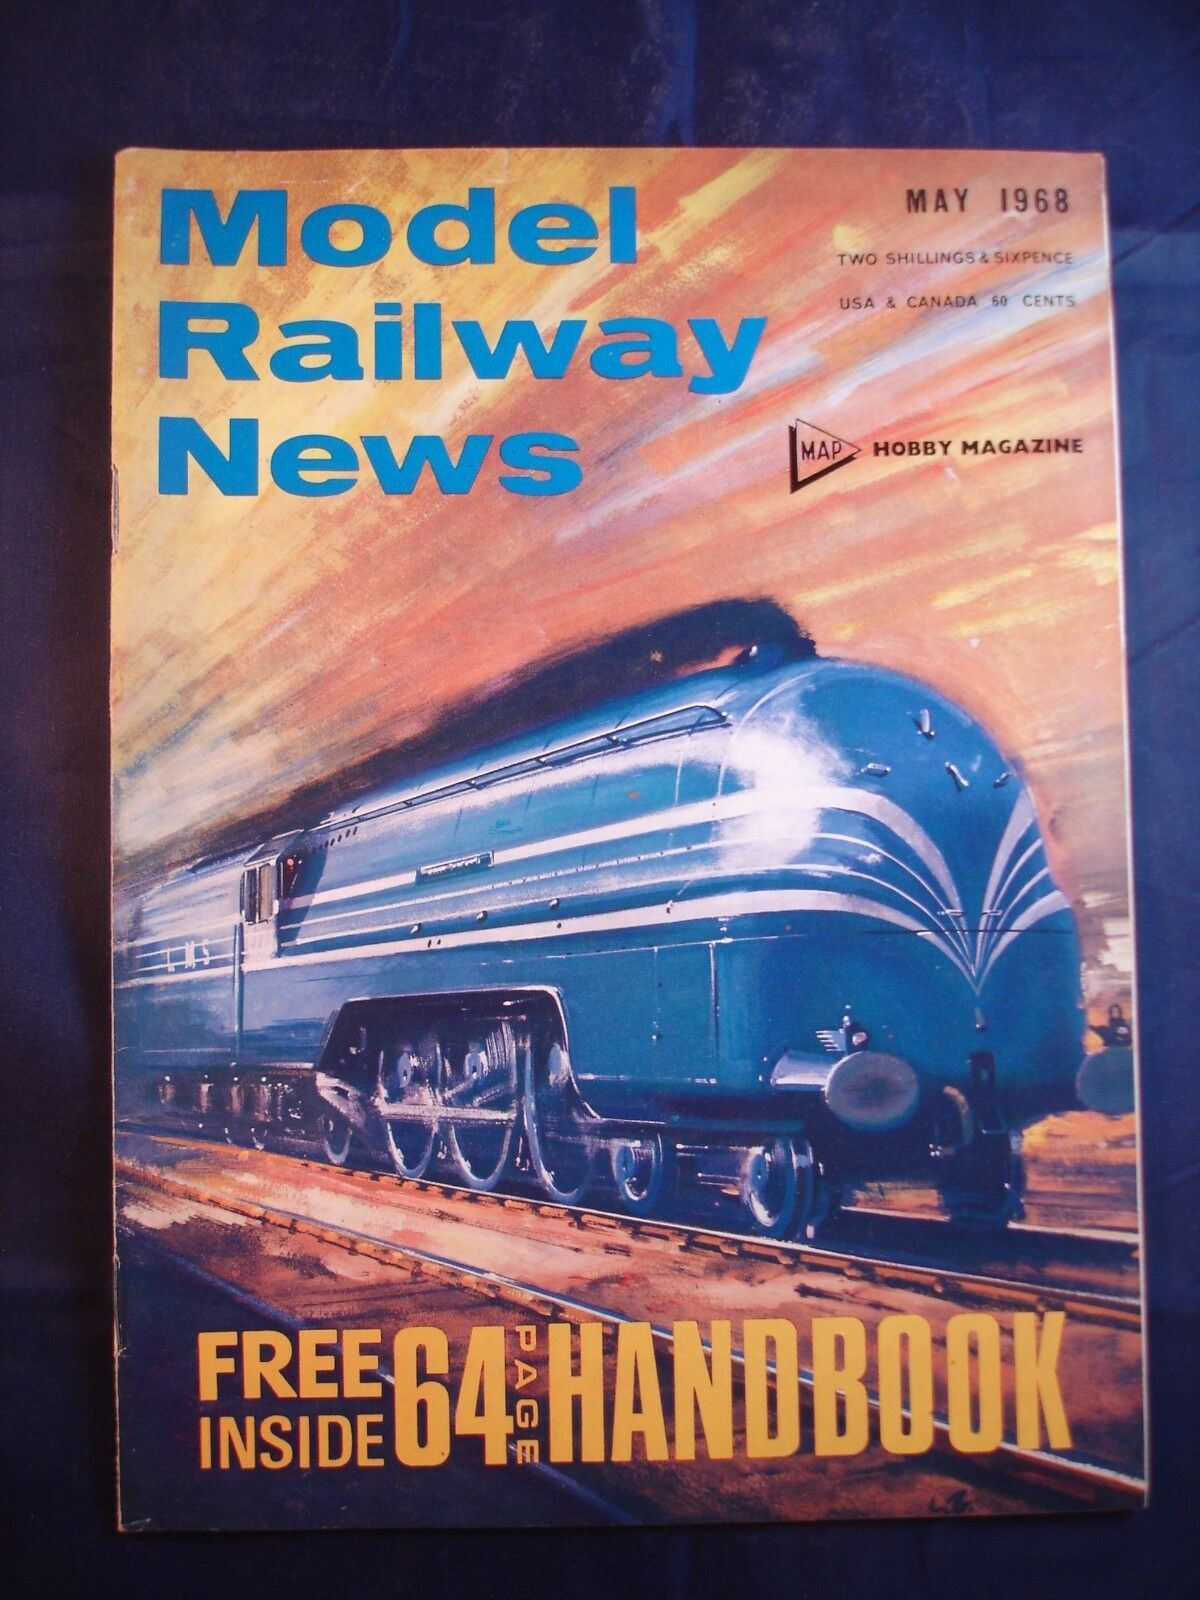 Model
Railway
News
MAY 1968
TWO SHILLINGS & SIXPENCE
USA & CANADA 60 CENTS
MAP HOBBY MAGAZINE
LMS
FREE
INSIDE
64
PAGE
HANDBOOK